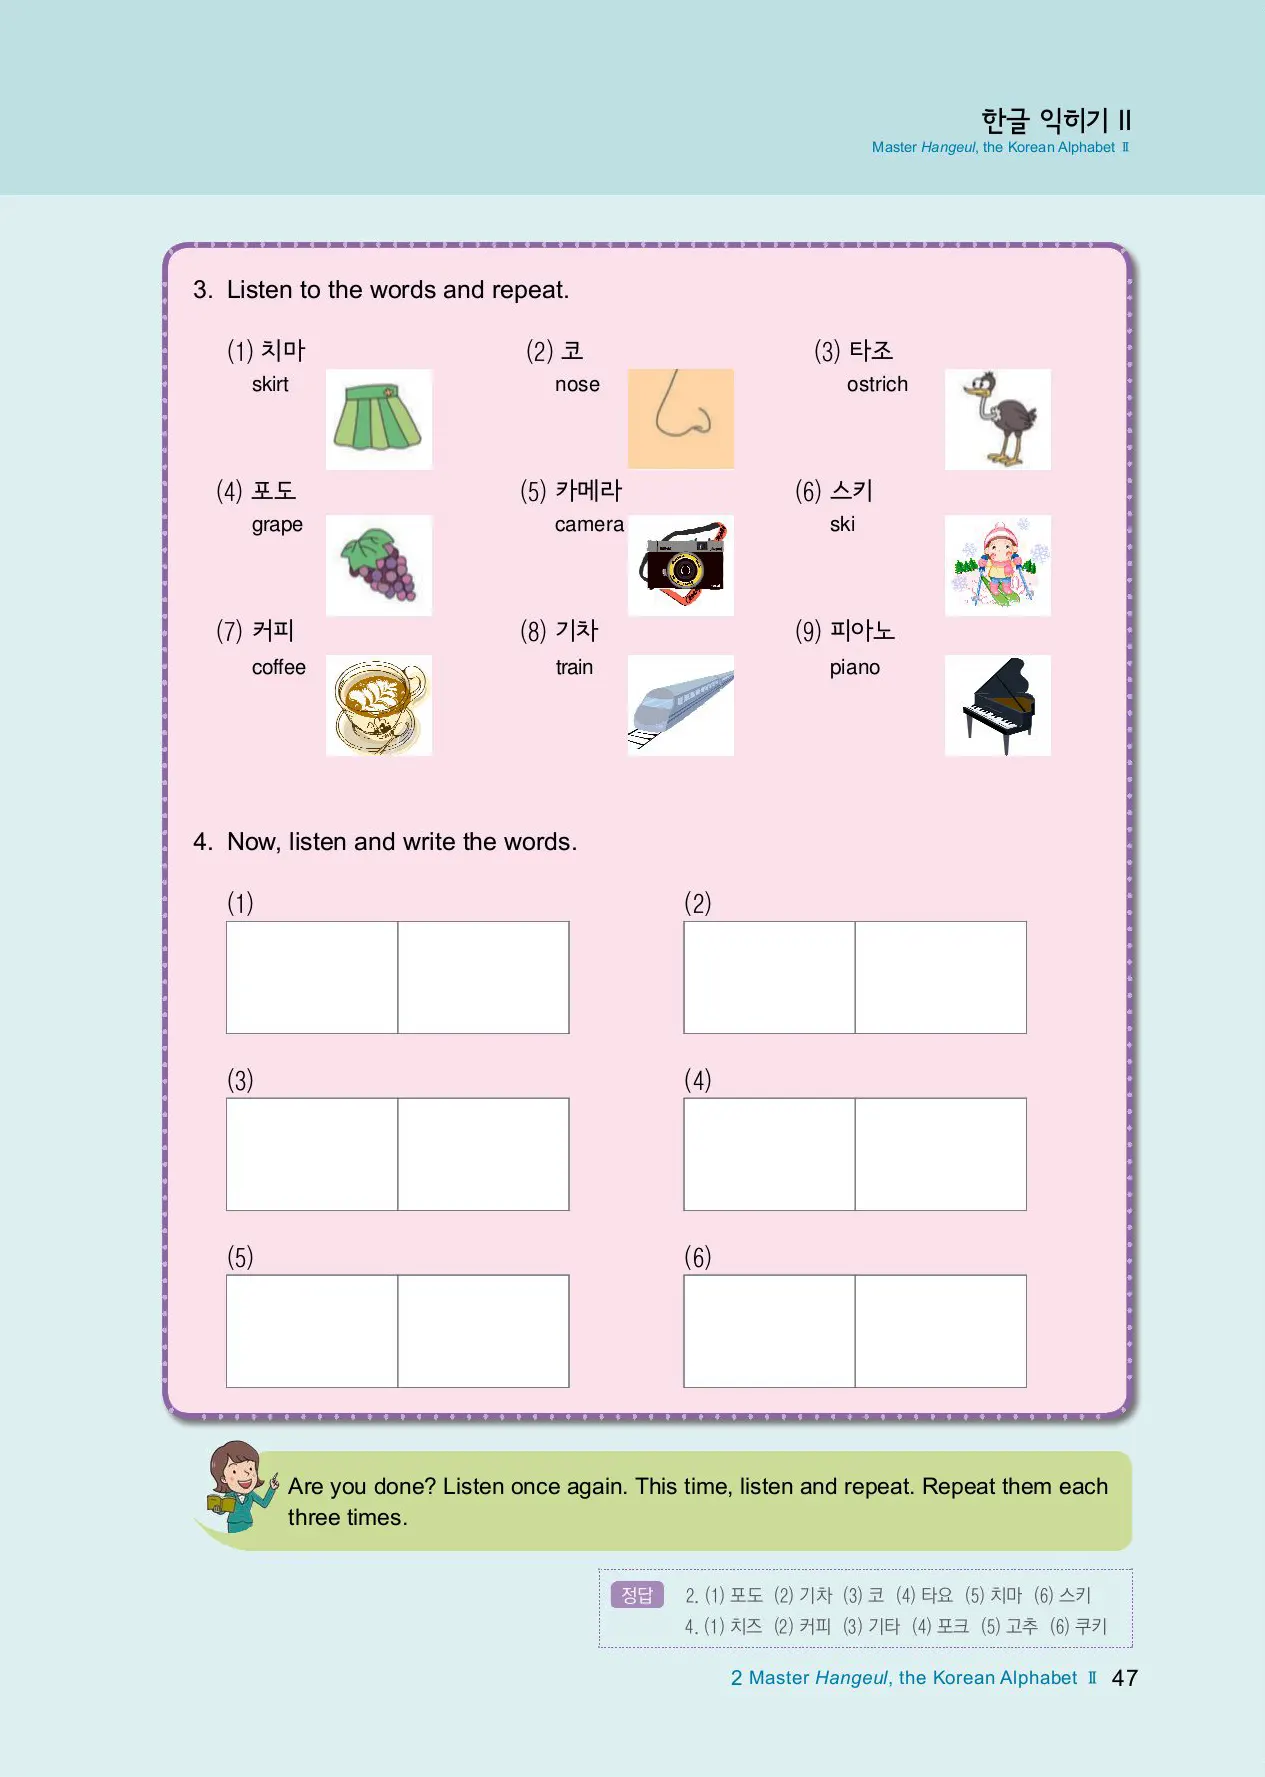 한글 익히기 II
Master Hangeul, the Korean Alphabet Ⅱ
3. Listen to the words and repeat.
(1) 치마 (2) 코 (3) 타조
skirt nose ostrich
(4) 포도 (5) 카메라 (6) 스키
grape camera ski
(7) 커피 (8) 기차 (9) 피아노
coffee train piano
4. Now, listen and write the words.
(1) (2)
(3) (4)
(5) (6)
Are you done? Listen once again. This time, listen and repeat. Repeat them each
three times.
정답 2. (1) 포도 (2) 기차 (3) 코 (4) 타요 (5) 치마 (6) 스키
4. (1) 치즈 (2) 커피 (3) 기타 (4) 포크 (5) 고추 (6) 쿠키
2 Master Hangeul, the Korean Alphabet Ⅱ 47